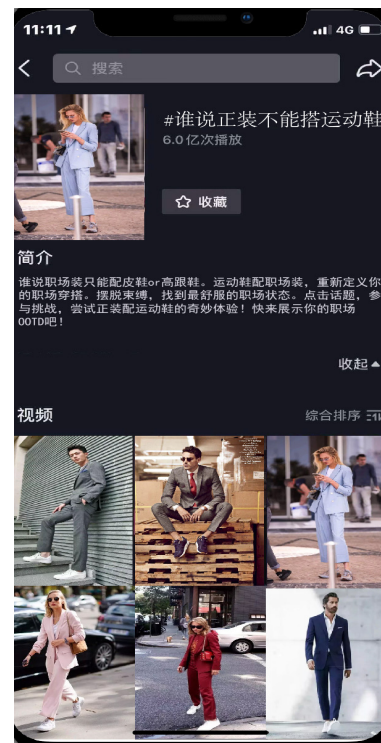 11:11
4G
搜索
#谁说正装不能搭运动鞋
6.0亿次播放
收藏
简介
谁说职场装只能配皮鞋or高跟鞋。运动鞋配职场装，重新定义你
的职场穿搭。摆脱束缚，找到最舒服的职场状态。点击话题，参
与挑战，尝试正装配运动鞋的奇妙体验！快来展示你的职场
OOTD吧！
收起
视频
综合排序